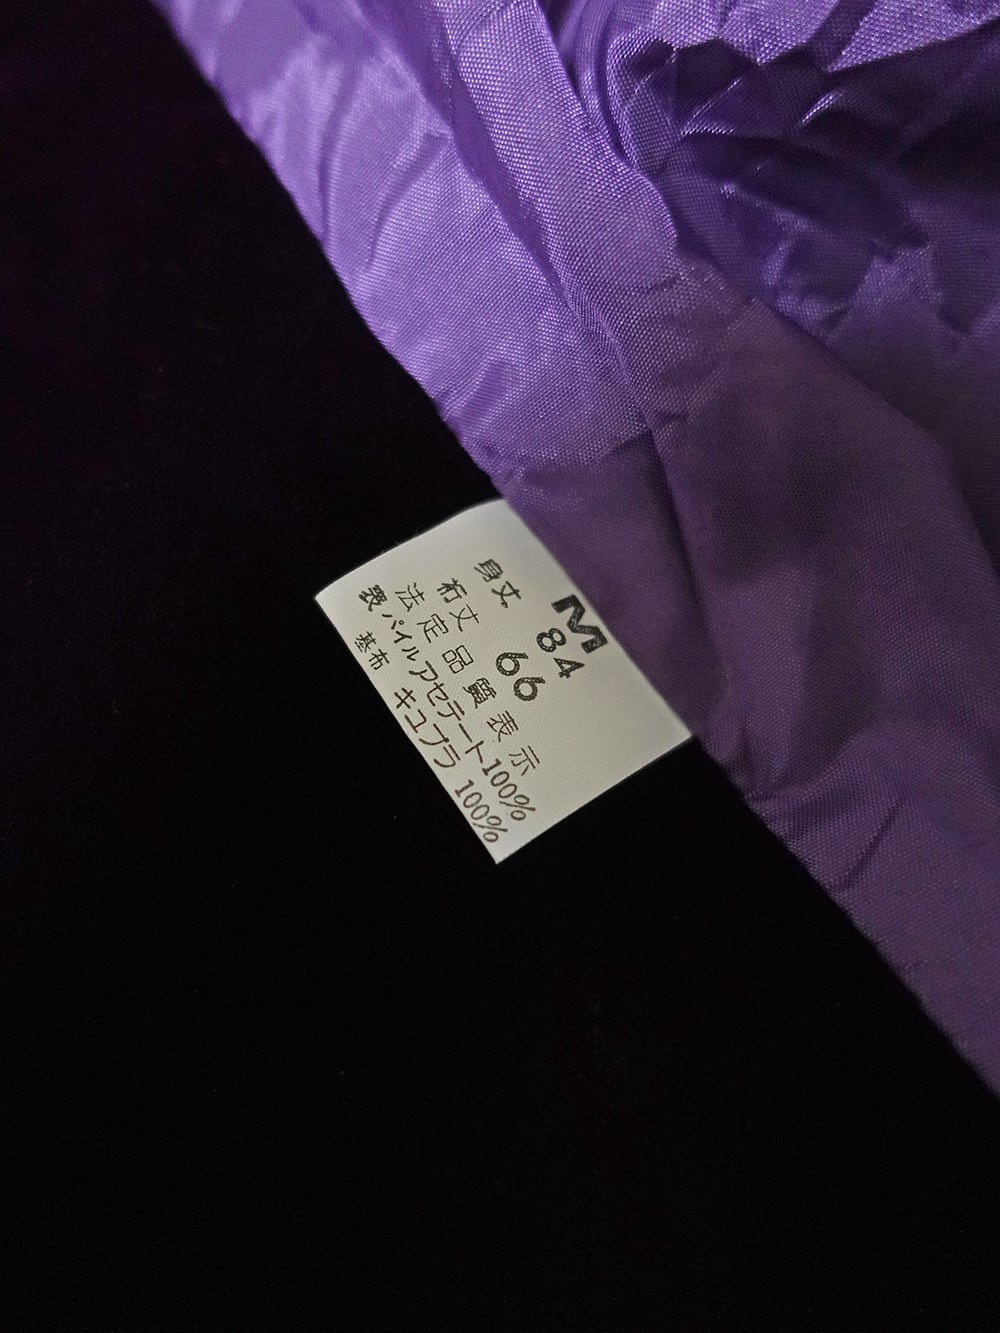 M
身丈 84
裄丈 66
法定品質表示
表 パイルアセテート100%
基布 キュプラ 100%